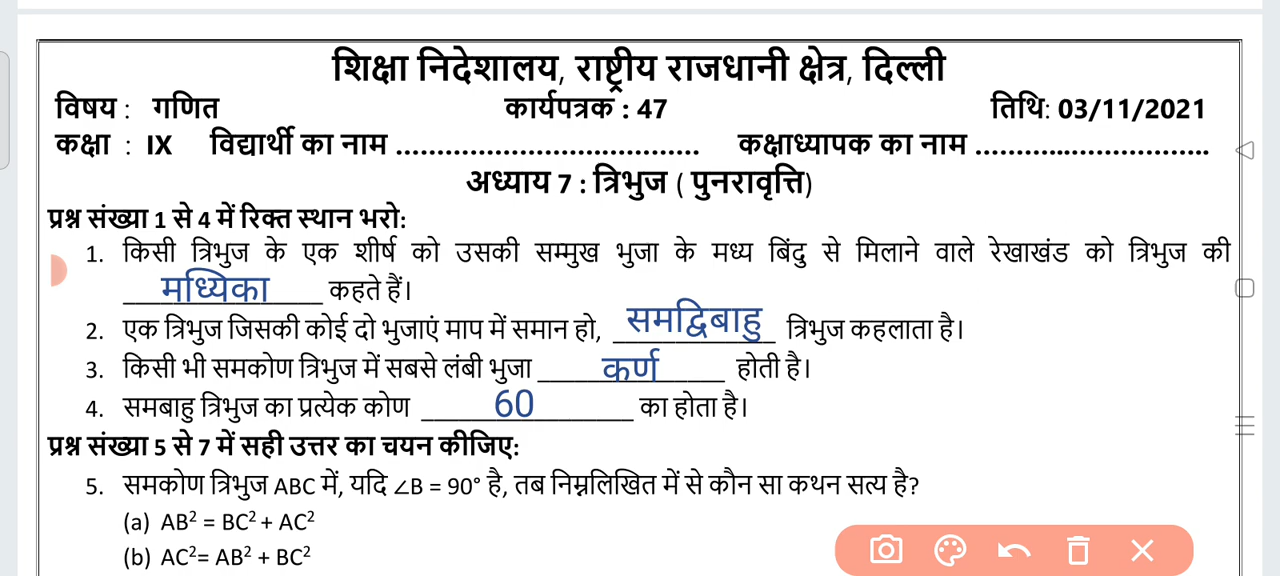 शिक्षा निदेशालय, राष्ट्रीय राजधानी क्षेत्र, दिल्ली
विषय : गणित कार्यपत्रक : 47 तिथि: 03/11/2021
कक्षा : IX विद्यार्थी का नाम ..................................... कक्षाध्यापक का नाम ................................
अध्याय 7 : त्रिभुज ( पुनरावृत्ति)
प्रश्न संख्या 1 से 4 में रिक्त स्थान भरो:
1. किसी त्रिभुज के एक शीर्ष को उसकी सम्मुख भुजा के मध्य बिंदु से मिलाने वाले रेखाखंड को त्रिभुज की
मध्यिका कहते हैं।
2. एक त्रिभुज जिसकी कोई दो भुजाएं माप में समान हो, समद्विबाहु त्रिभुज कहलाता है।
3. किसी भी समकोण त्रिभुज में सबसे लंबी भुजा कर्ण होती है।
4. समबाहु त्रिभुज का प्रत्येक कोण 60 का होता है।
प्रश्न संख्या 5 से 7 में सही उत्तर का चयन कीजिए:
5. समकोण त्रिभुज ABC में, यदि ∠B = 90° है, तब निम्नलिखित में से कौन सा कथन सत्य है?
(a) AB² = BC² + AC²
(b) AC²= AB² + BC²